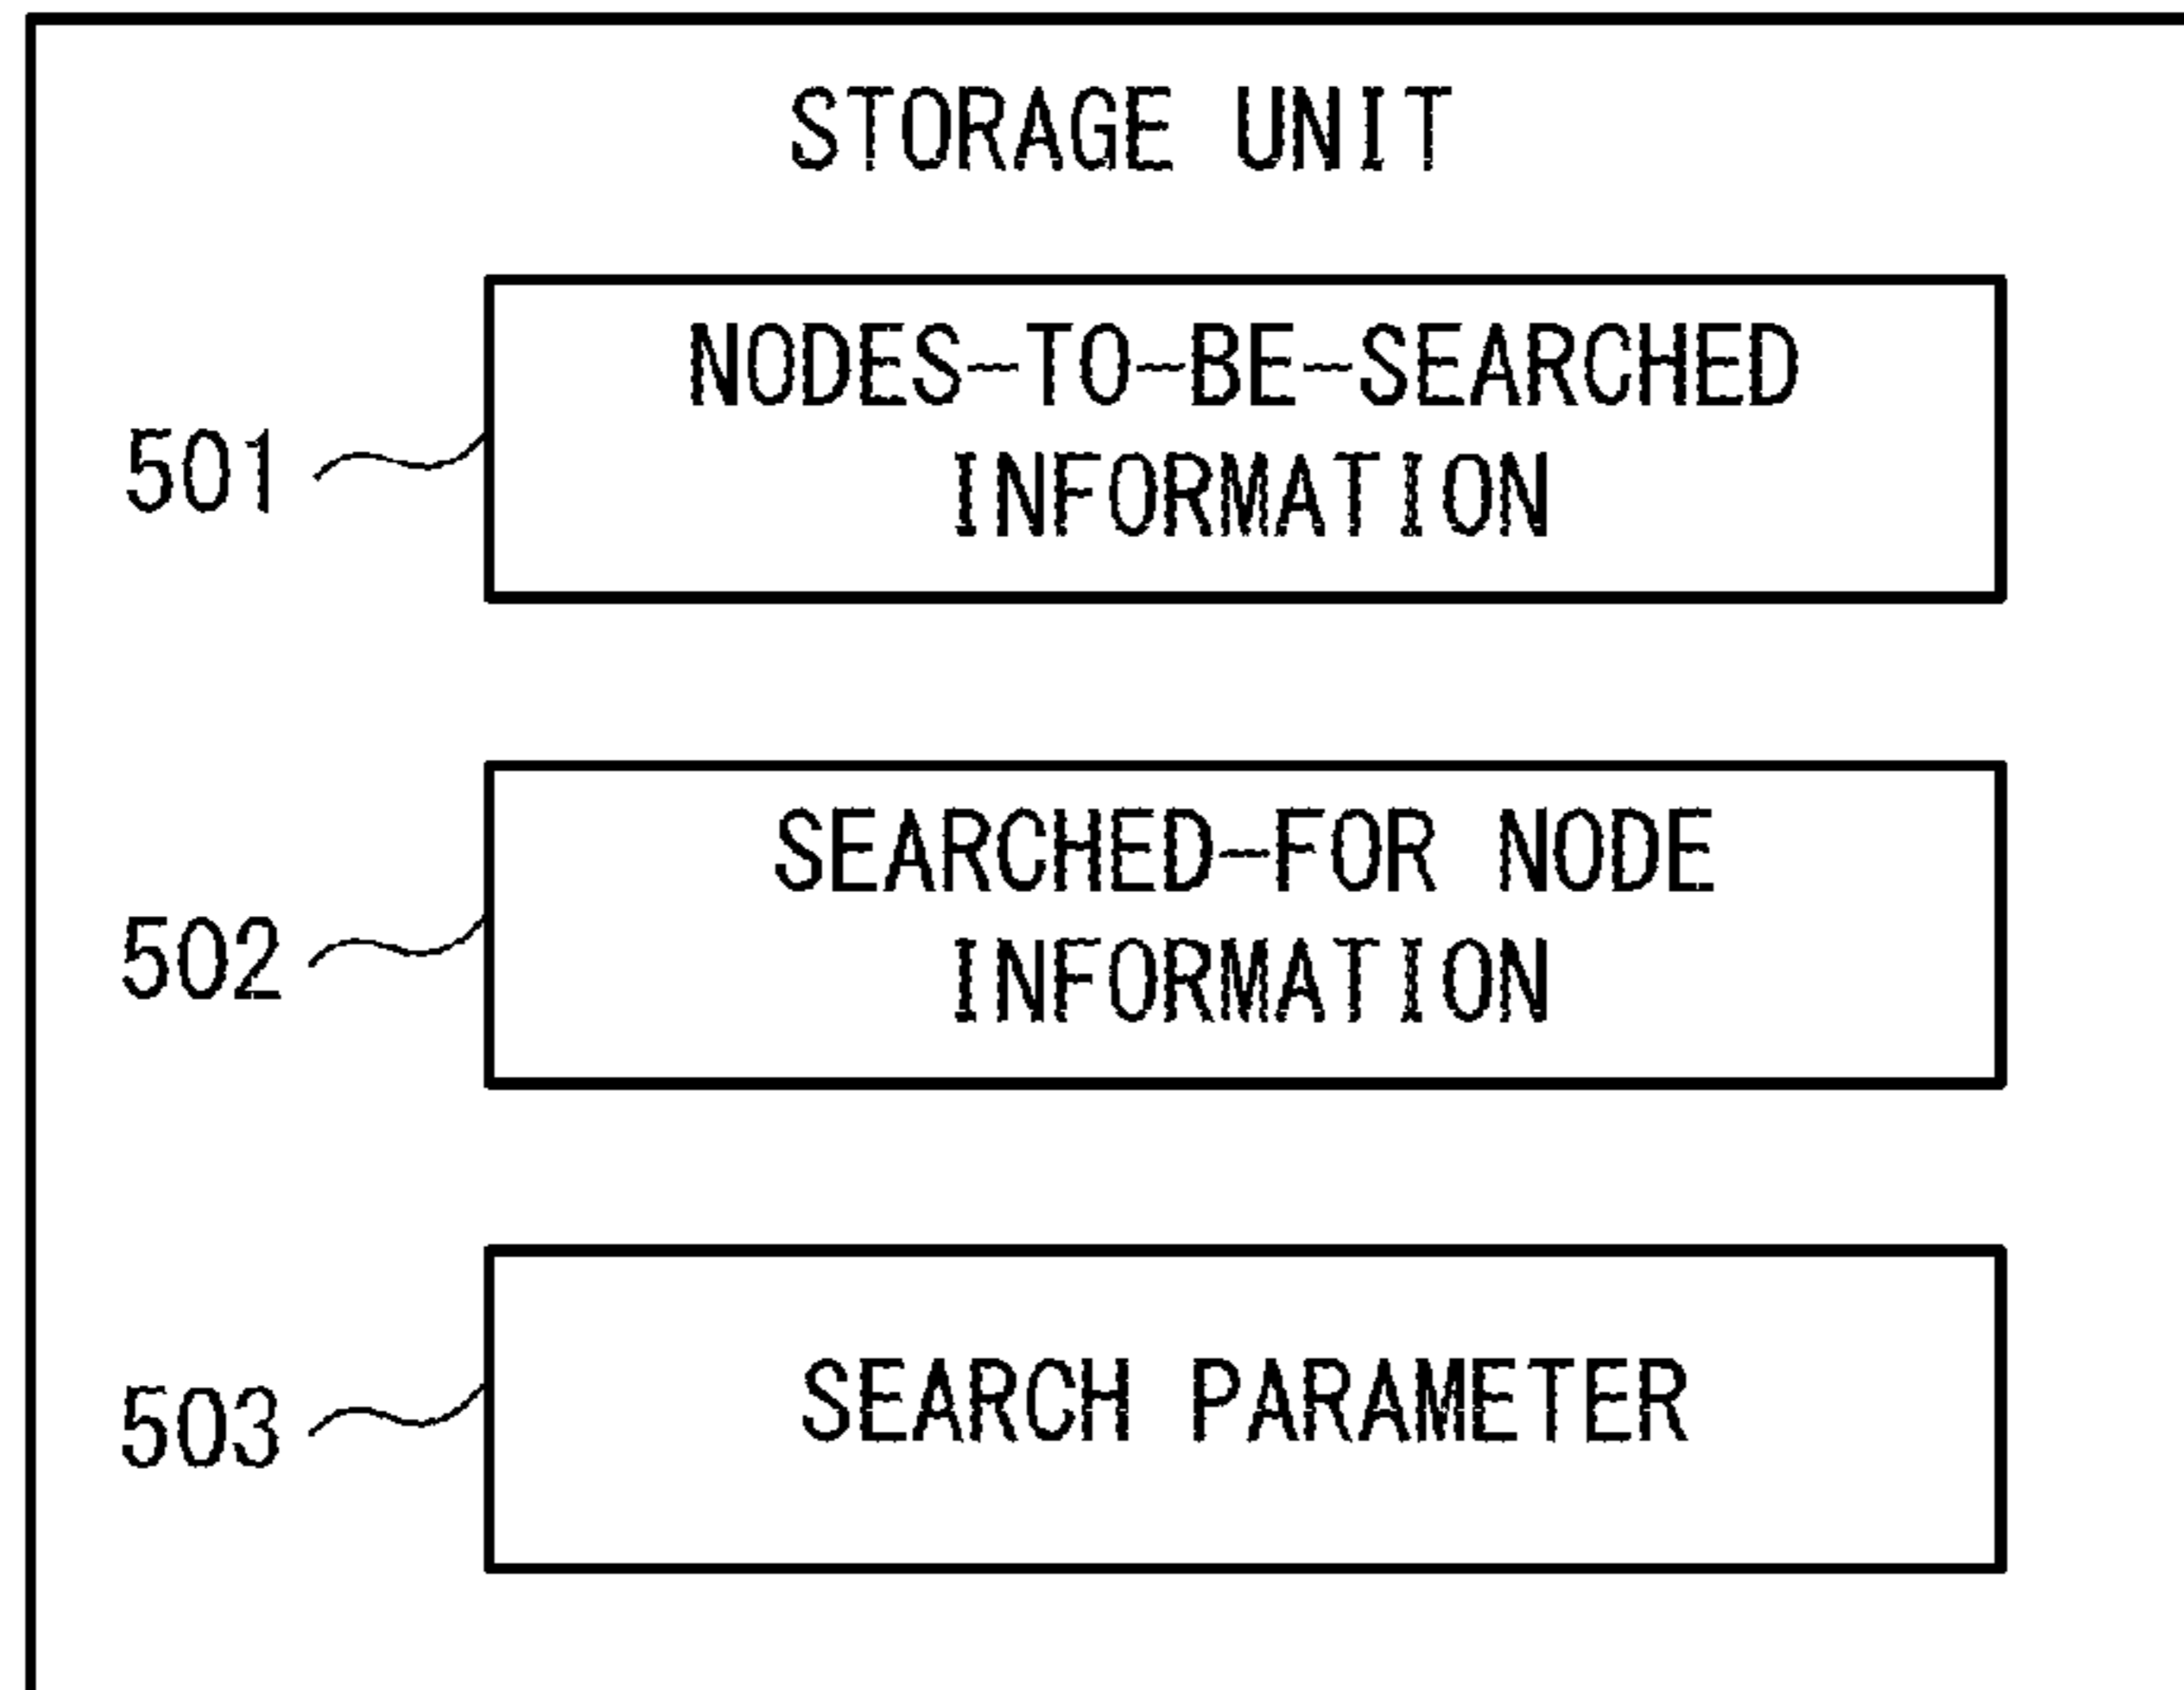 STORAGE UNIT
NODES-TO-BE-SEARCHED
INFORMATION
501
SEARCHED-FOR NODE
INFORMATION
502
SEARCH PARAMETER
503